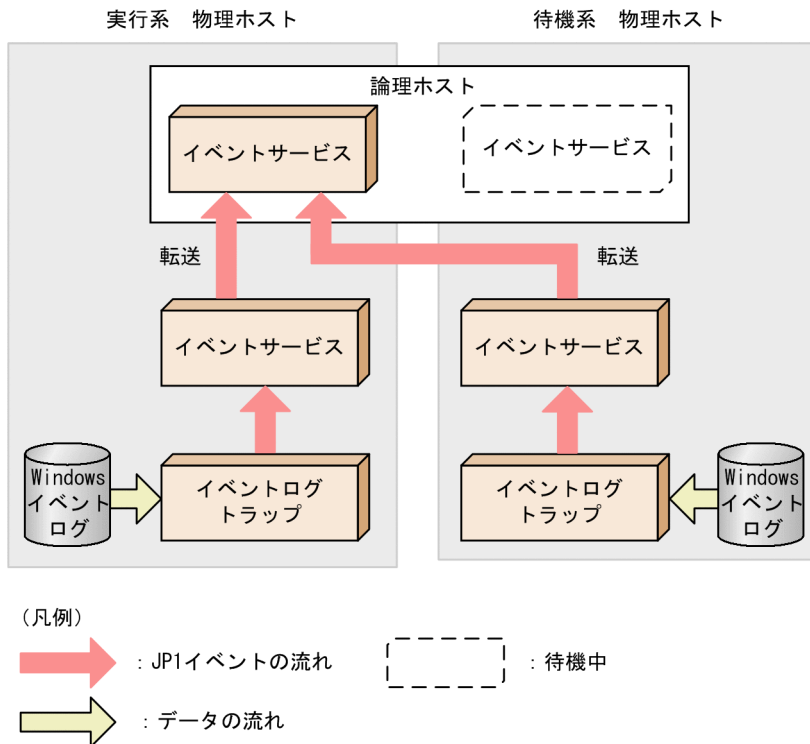 実行系　物理ホスト
待機系　物理ホスト
論理ホスト
イベントサービス
イベントサービス
転送
転送
イベントサービス
イベントサービス
Windows
イベント
ログ
イベントログ
トラップ
イベントログ
トラップ
Windows
イベント
ログ
（凡例）
：JP1イベントの流れ
：待機中
：データの流れ